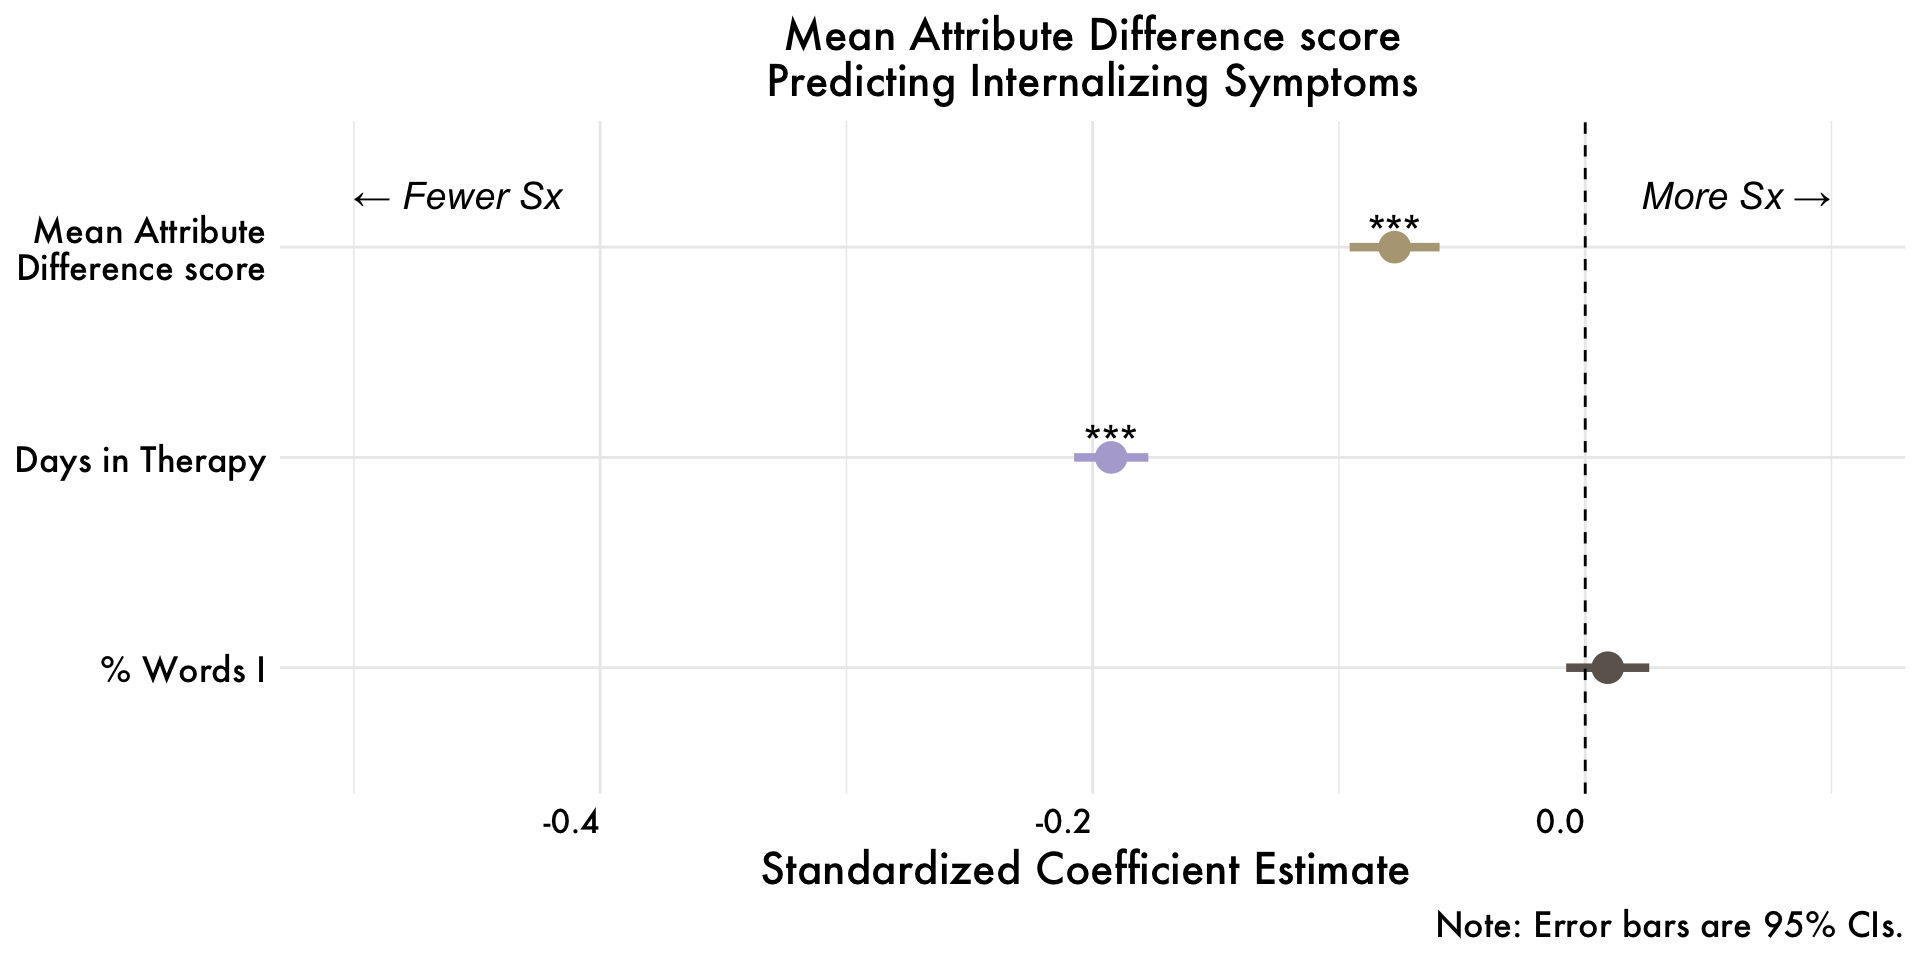 Mean Attribute Difference score
Predicting Internalizing Symptoms
← Fewer Sx
More Sx →
***
Mean Attribute
Difference score
***
Days in Therapy
% Words I
-0.4
-0.2
0.0
Standardized Coefficient Estimate
Note: Error bars are 95% CIs.